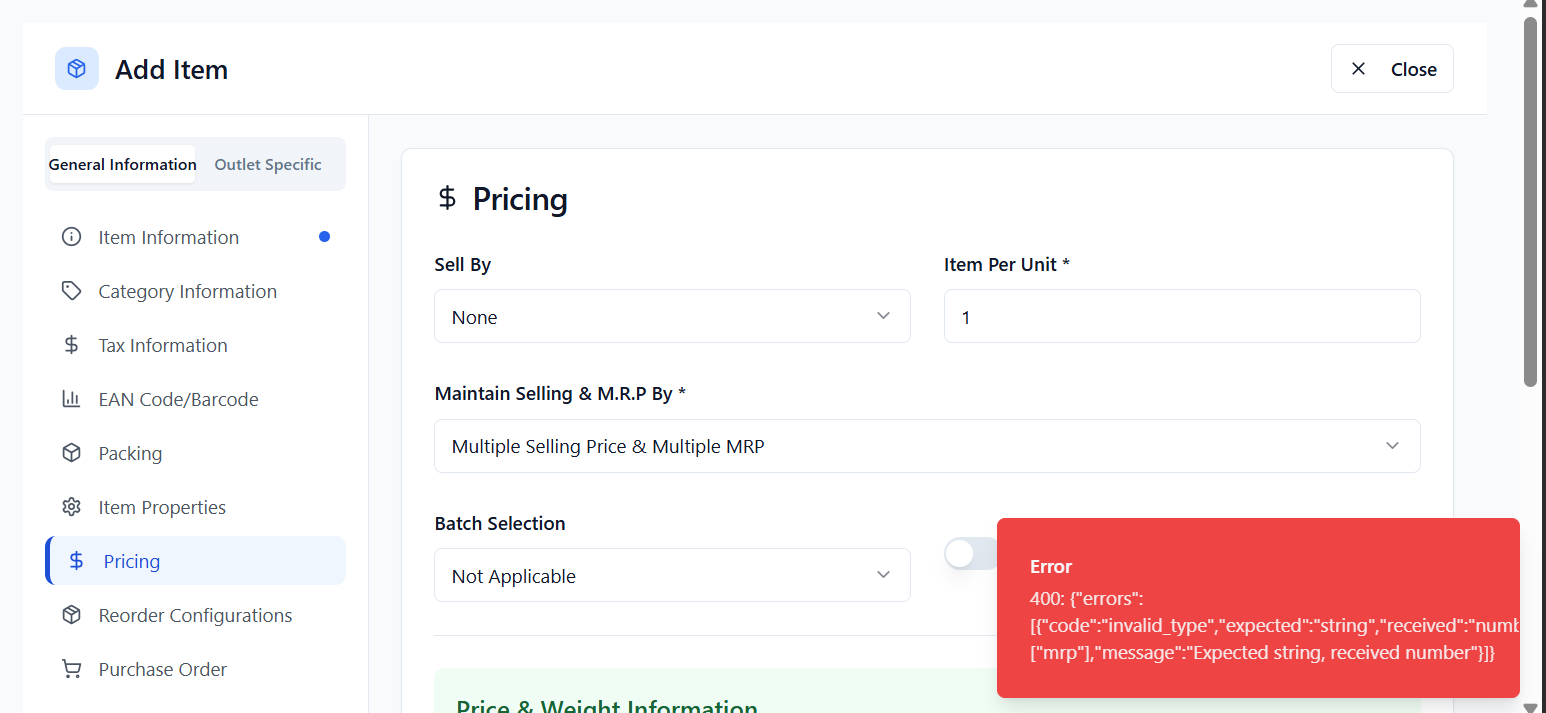 Add Item
Close
General Information
Outlet Specific
Item Information
Category Information
Tax Information
EAN Code/Barcode
Packing
Item Properties
Pricing
Reorder Configurations
Purchase Order
Pricing
Sell By
Item Per Unit *
None
1
Maintain Selling & M.R.P By *
Multiple Selling Price & Multiple MRP
Batch Selection
Not Applicable
Price & Weight Information
Error
400: {"errors":
[{"code":"invalid_type","expected":"string","received":
["mrp"],"message":"Expected string, received number"}]}